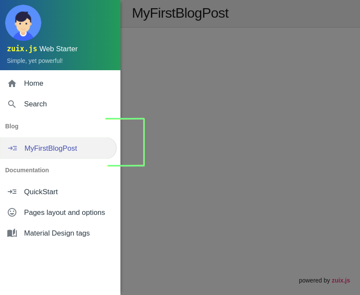 MyFirstBlogPost
zuix.js Web Starter
Simple, yet powerful!
Home
Search
Blog
MyFirstBlogPost
Documentation
QuickStart
Pages layout and options
Material Design tags
powered by zuix.js